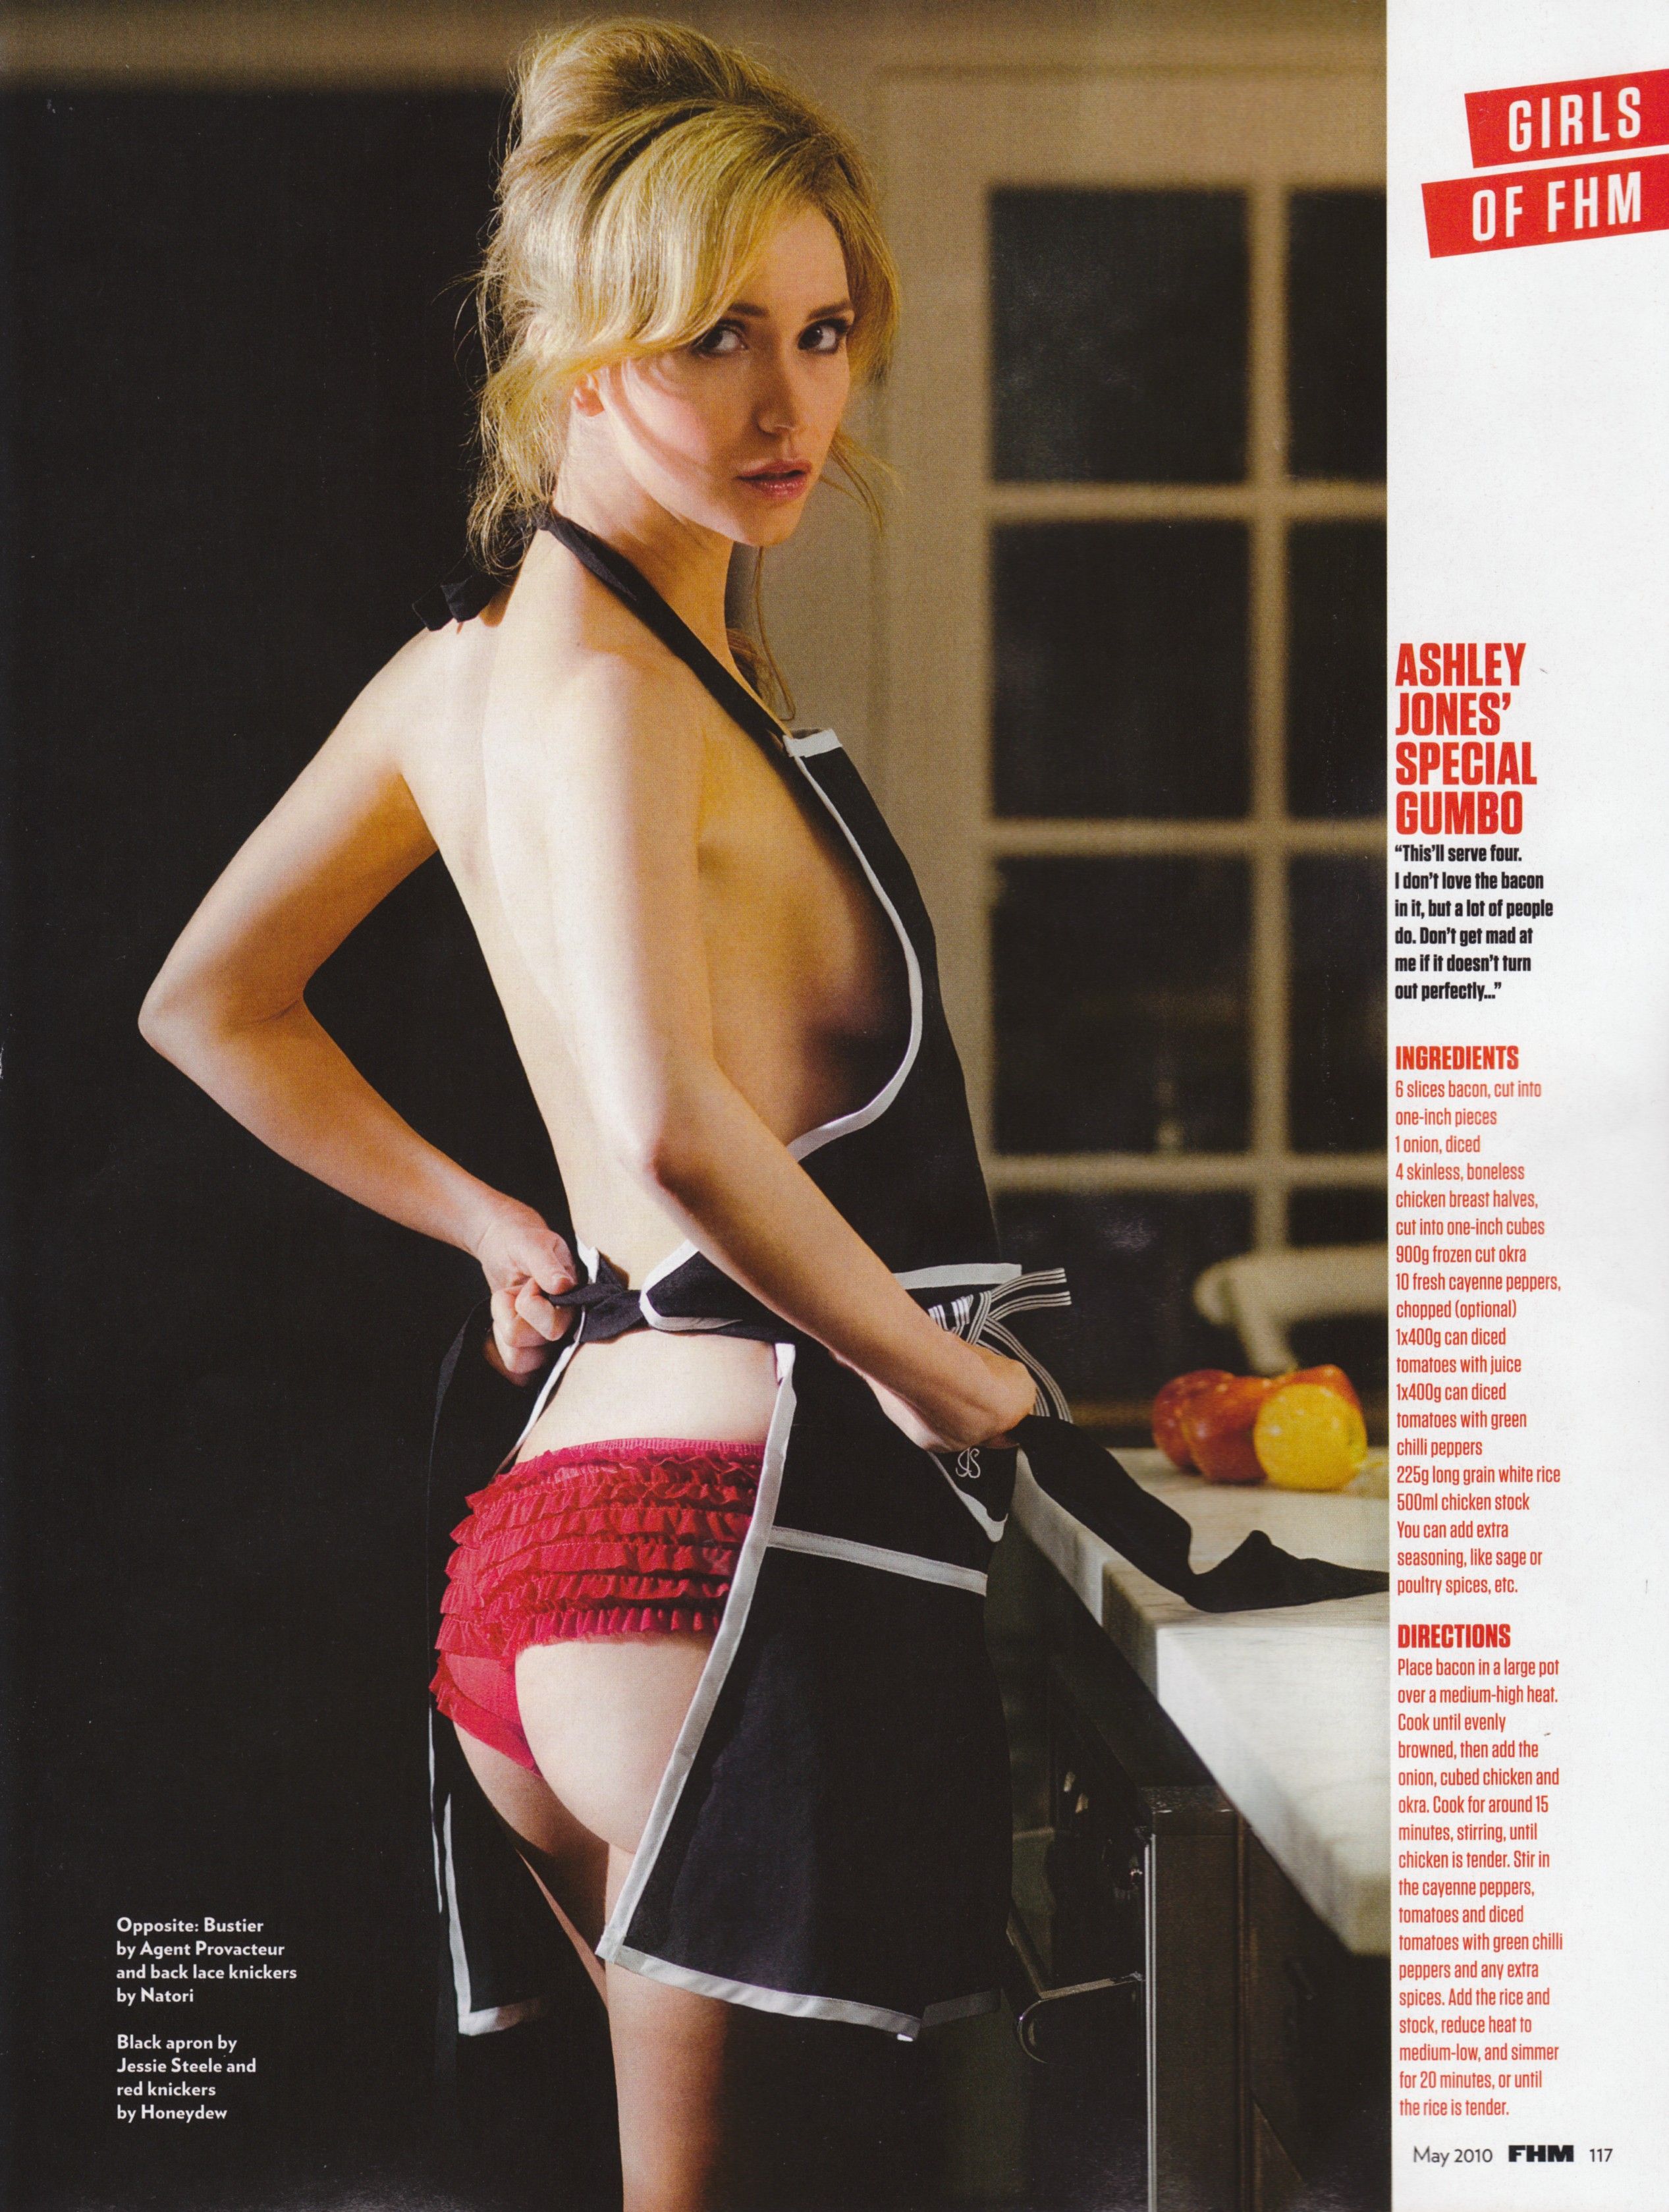 GIRLS
OF FHM
ASHLEY
JONES'
SPECIAL
GUMBO
“This'll serve four.
I don't love the bacon
in it, but a lot of people
do. Don't get mad at
me if it doesn't turn
out perfectly...”
INGREDIENTS
6 slices bacon, cut into
one-inch pieces
1 onion, diced
4 skinless, boneless
chicken breast halves,
cut into one-inch cubes
900g frozen cut okra
10 fresh cayenne peppers,
chopped (optional)
1x400g can diced
tomatoes with juice
1x400g can diced
tomatoes with green
chilli peppers
225g long grain white rice
500ml chicken stock
You can add extra
seasoning, like sage or
poultry spices, etc.
DIRECTIONS
Place bacon in a large pot
over a medium-high heat.
Cook until evenly
browned, then add the
onion, cubed chicken and
okra. Cook for around 15
minutes, stirring, until
chicken is tender. Stir in
the cayenne peppers,
tomatoes and diced
tomatoes with green chilli
peppers and any extra
spices. Add the rice and
stock, reduce heat to
medium-low, and simmer
for 20 minutes, or until
the rice is tender.
Opposite: Bustier
by Agent Provacteur
and back lace knickers
by Natori
Black apron by
Jessie Steele and
red knickers
by Honeydew
JS
May 2010 FHM 117